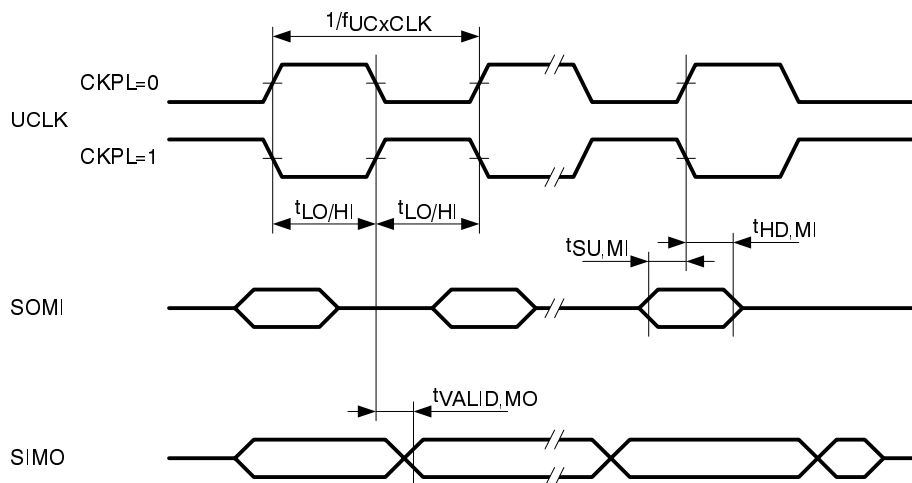 1/fUCxCLK
CKPL=0
UCLK
CKPL=1
tLO/HI tLO/HI
tHD,MI
tSU,MI
SOMI
tVALID,MO
SIMO